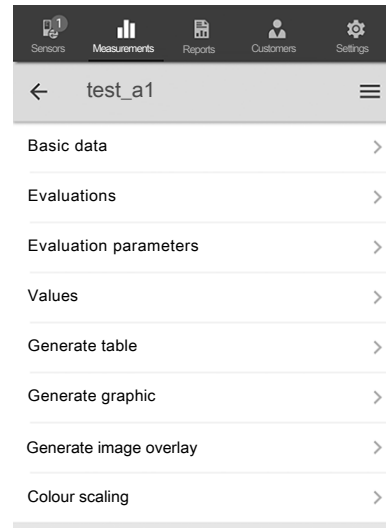 1
Sensors Measurements Reports Customers Settings
test_a1
Basic data
Evaluations
Evaluation parameters
Values
Generate table
Generate graphic
Generate image overlay
Colour scaling